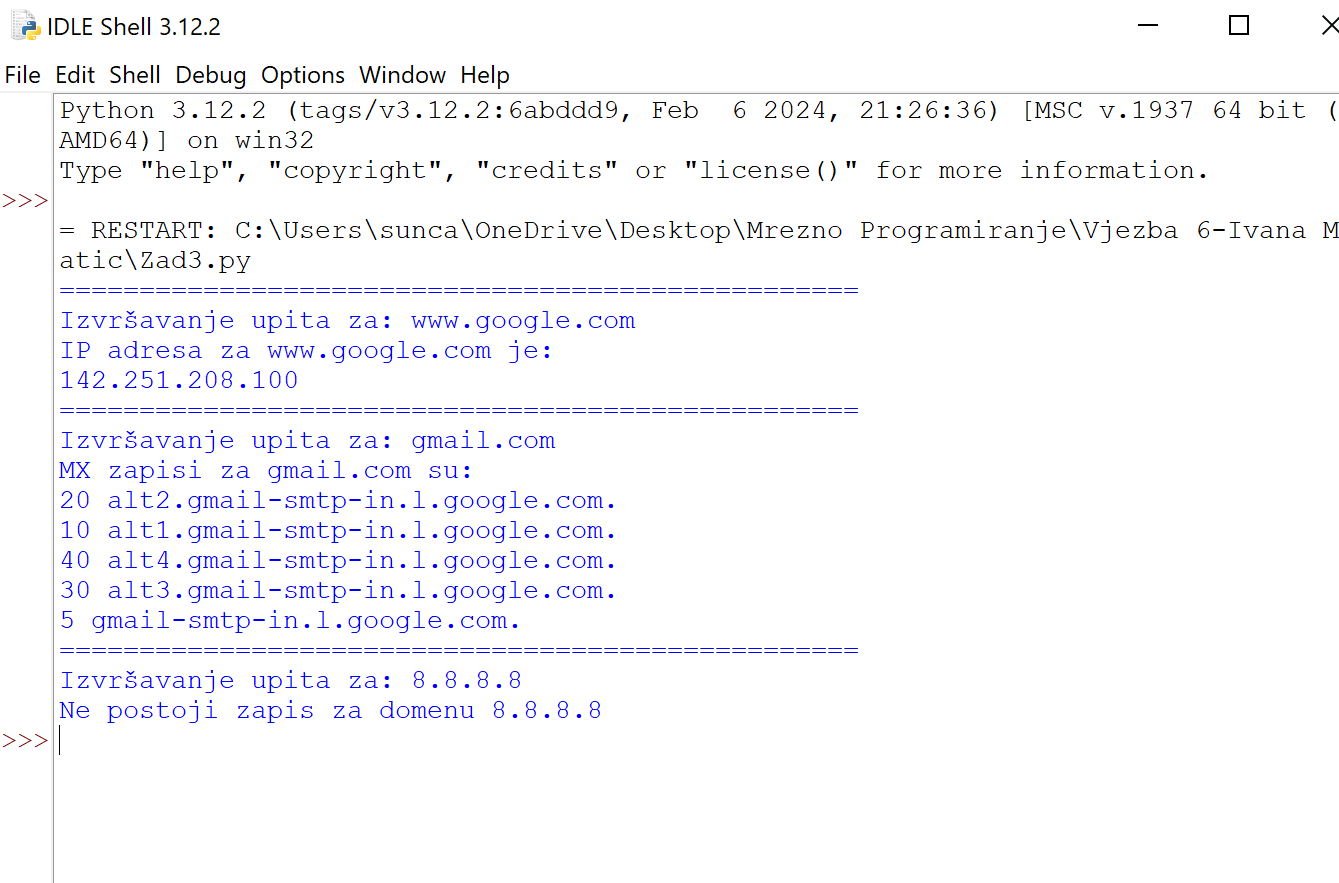 IDLE Shell 3.12.2
File Edit Shell Debug Options Window Help
Python 3.12.2 (tags/v3.12.2:6abddd9, Feb  6 2024, 21:26:36) [MSC v.1937 64 bit (
AMD64)] on win32
Type "help", "copyright", "credits" or "license()" for more information.
>>>
= RESTART: C:\Users\sunca\OneDrive\Desktop\Mrezno Programiranje\Vjezba 6-Ivana M
atic\Zad3.py
==================================================
Izvršavanje upita za: www.google.com
IP adresa za www.google.com je:
142.251.208.100
==================================================
Izvršavanje upita za: gmail.com
MX zapisi za gmail.com su:
20 alt2.gmail-smtp-in.l.google.com.
10 alt1.gmail-smtp-in.l.google.com.
40 alt4.gmail-smtp-in.l.google.com.
30 alt3.gmail-smtp-in.l.google.com.
5 gmail-smtp-in.l.google.com.
==================================================
Izvršavanje upita za: 8.8.8.8
Ne postoji zapis za domenu 8.8.8.8
>>>